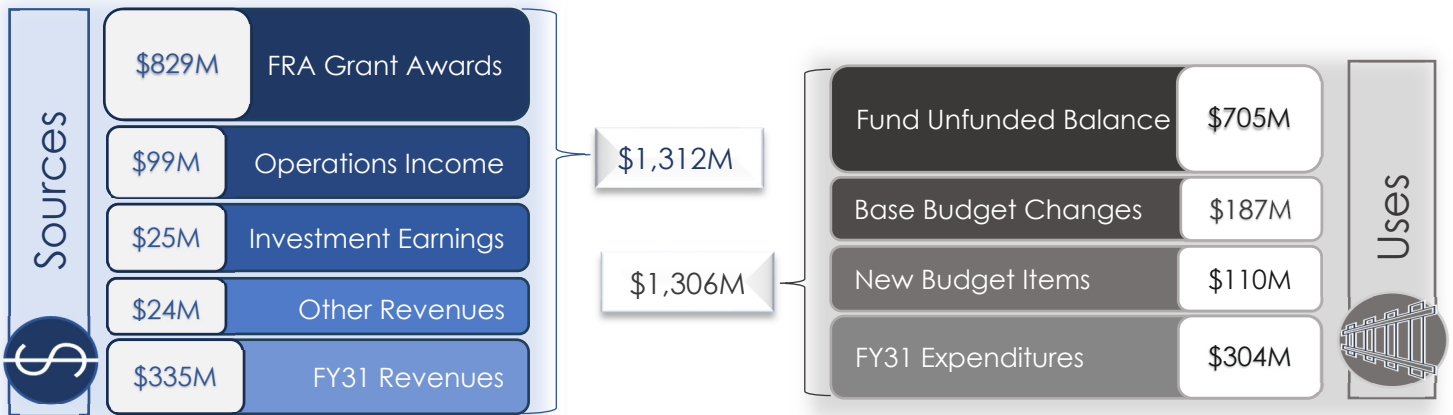 Sources
$829M FRA Grant Awards
$99M Operations Income
$25M Investment Earnings
$24M Other Revenues
$335M FY31 Revenues
$1,312M
$1,306M
Fund Unfunded Balance $705M
Base Budget Changes $187M
New Budget Items $110M
FY31 Expenditures $304M
Uses